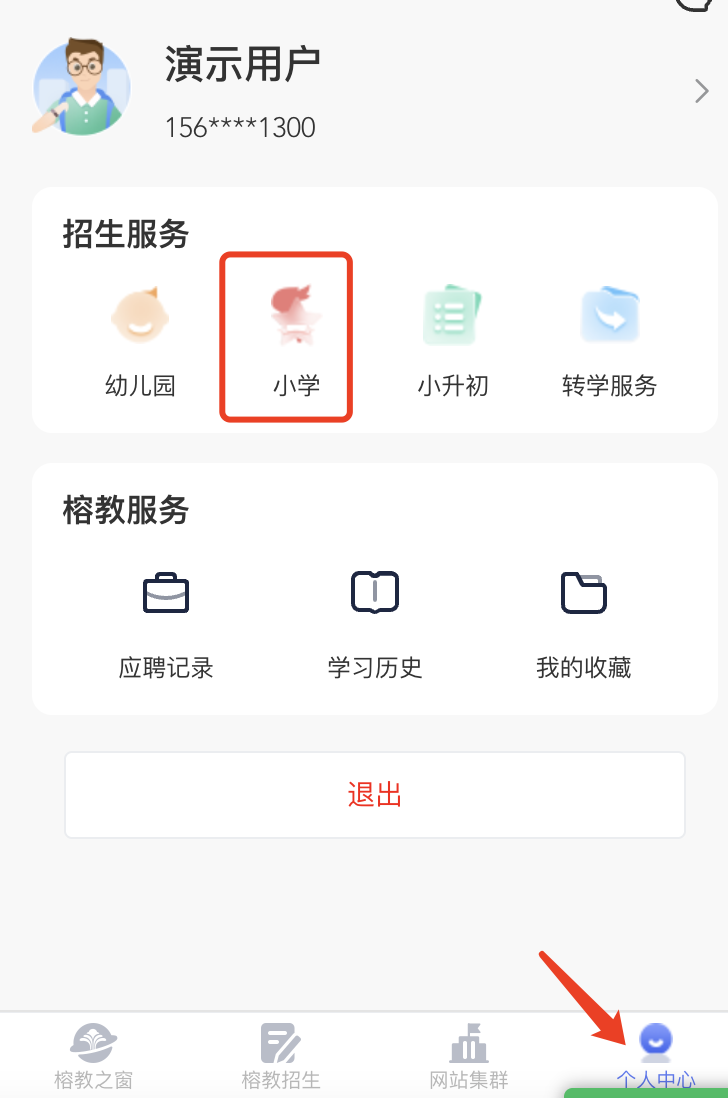 演示用户
156****1300
招生服务
幼儿园 小学 小升初 转学服务
榕教服务
应聘记录 学习历史 我的收藏
退出
榕教之窗 榕教招生 网站集群 个人中心